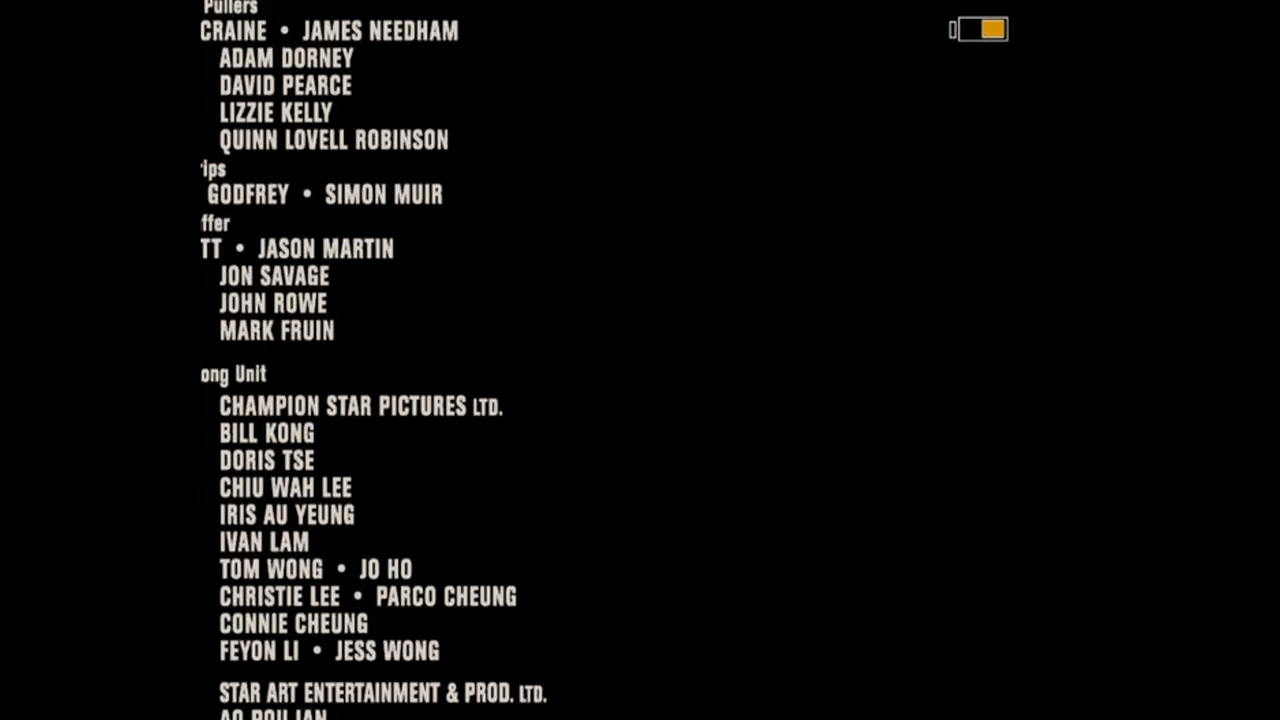 Pullers
CRAINE • JAMES NEEDHAM
ADAM DORNEY
DAVID PEARCE
LIZZIE KELLY
QUINN LOVELL ROBINSON
ips
GODFREY • SIMON MUIR
ffer
TT • JASON MARTIN
JON SAVAGE
JOHN ROWE
MARK FRUIN
ong Unit
CHAMPION STAR PICTURES LTD.
BILL KONG
DORIS TSE
CHIU WAH LEE
IRIS AU YEUNG
IVAN LAM
TOM WONG • JO HO
CHRISTIE LEE • PARCO CHEUNG
CONNIE CHEUNG
FEYON LI • JESS WONG
STAR ART ENTERTAINMENT & PROD. LTD.